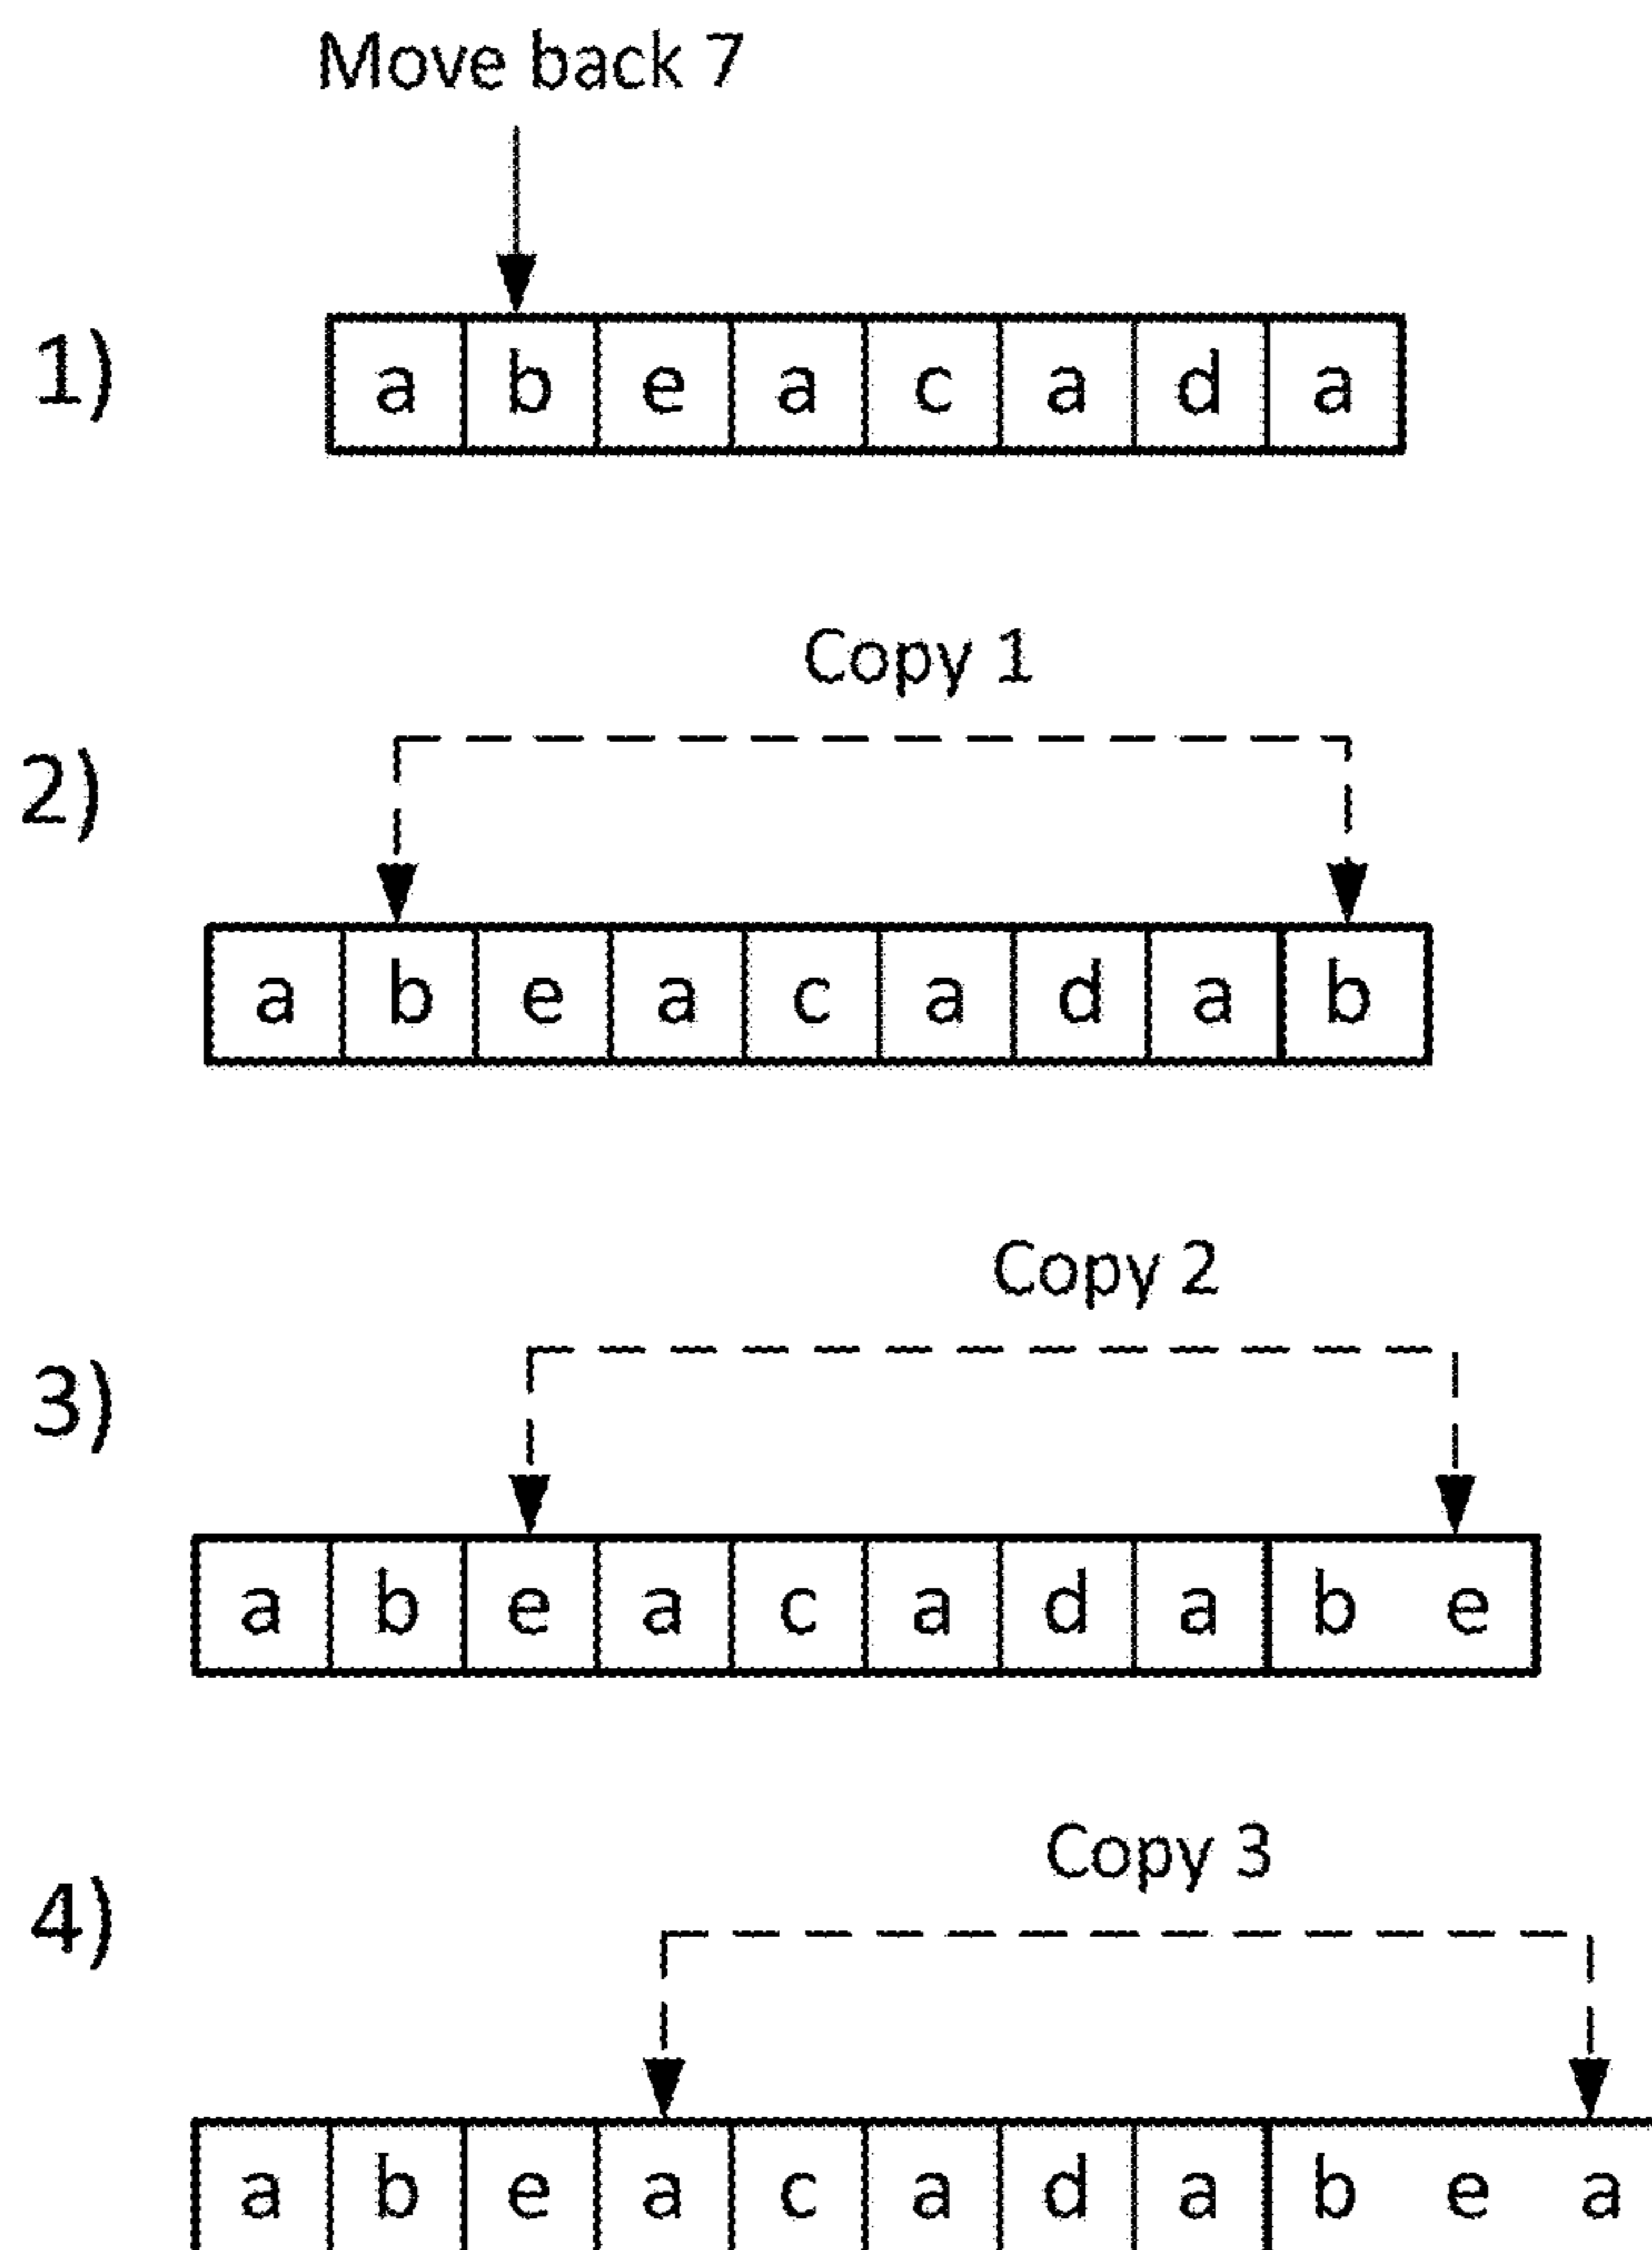 Move back 7
1) a b e a c a d a
Copy 1
2)
a b e a c a d a b
Copy 2
3)
a b e a c a d a b e
Copy 3
4)
a b e a c a d a b e a